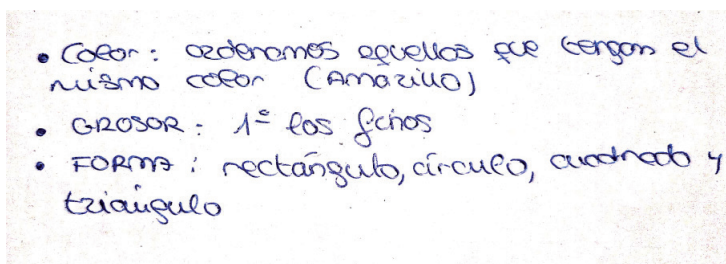 • Color: ordenamos aquellos que tengan el
mismo color (Amarillo)
• GROSOR: 1º los finos
• FORMA: rectángulo, círculo, cuadrado y
triángulo